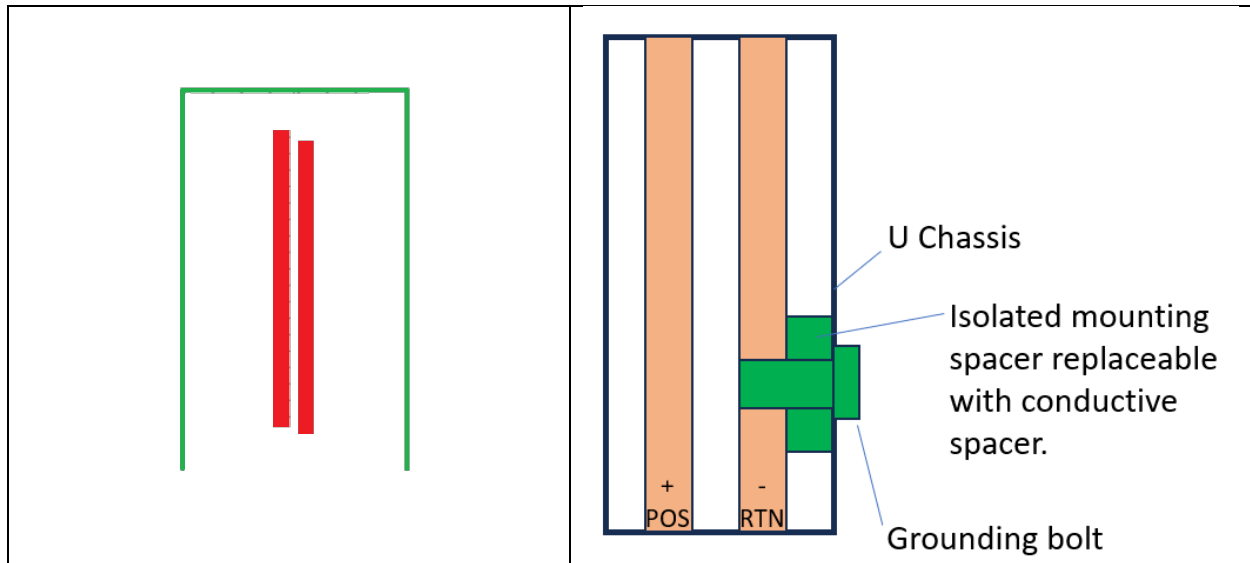 U Chassis
Isolated mounting
spacer replaceable
with conductive
spacer.
+
POS
-
RTN
Grounding bolt